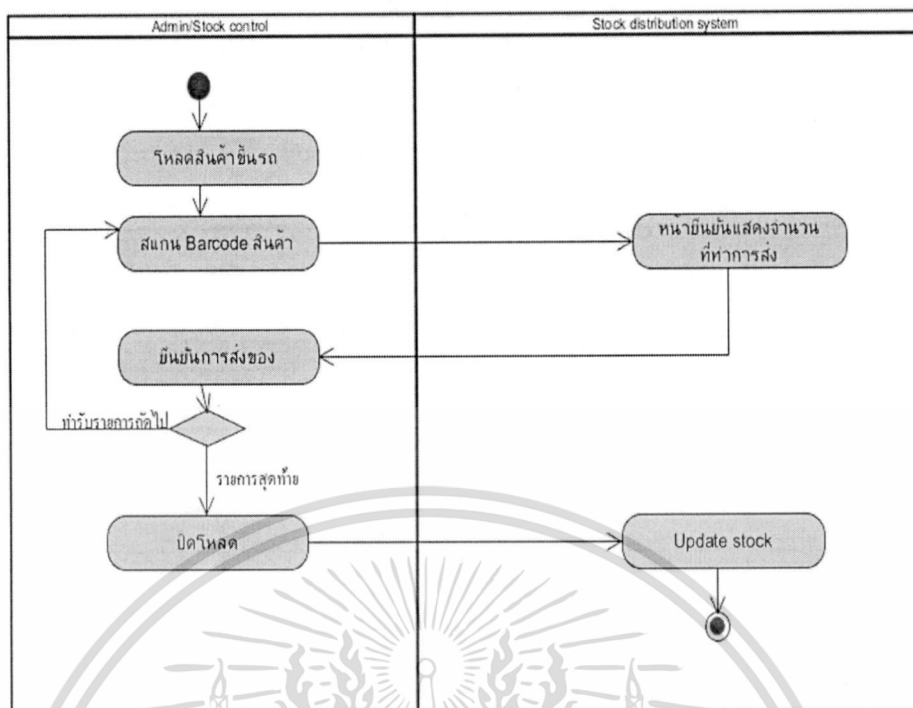 Admin/Stock control
Stock distribution system
โหลดสินค้าขึ้นรถ
สแกน Barcode สินค้า
หน้ายืนยันแสดงจำนวน
ที่ทำการส่ง
ยืนยันการส่งของ
ทำรับรายการถัดไป
รายการสุดท้าย
ปิดโหลด
Update stock